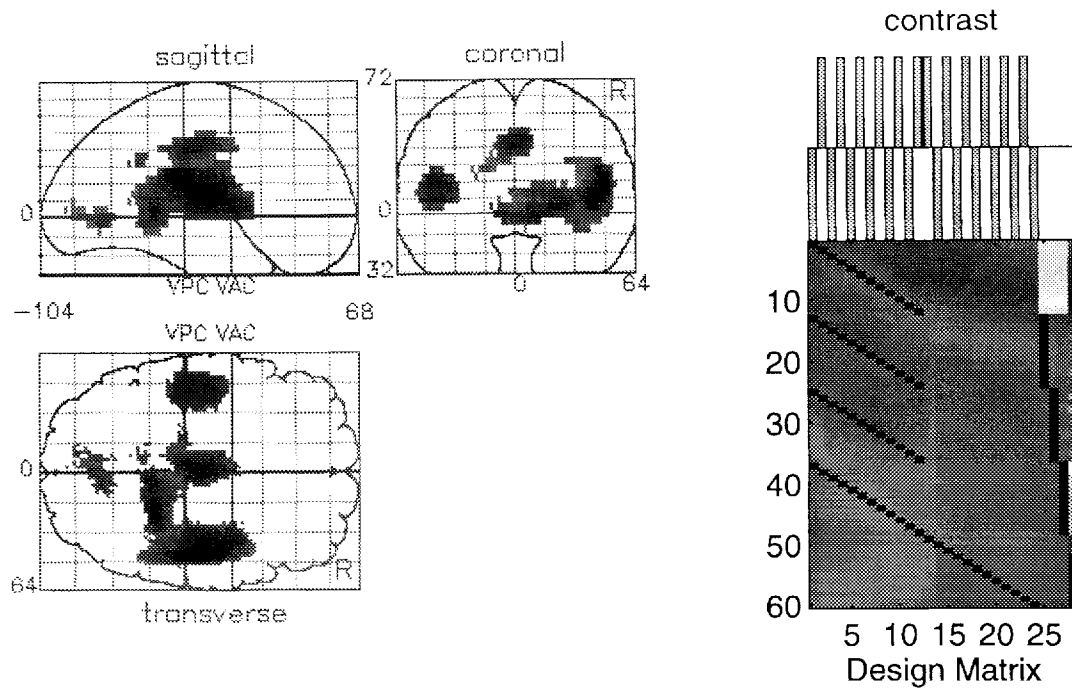 sagittal
0
VPC VAC
-104 68
coronal
72
R
0
32
0 64
VPC VAC
0
64
R
transverse
contrast
10
20
30
40
50
60
5 10 15 20 25
Design Matrix